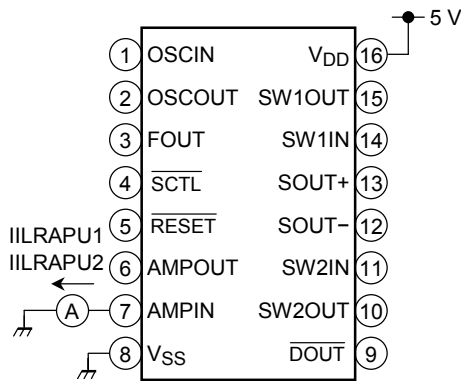 5 V
1 OSCIN VDD 16
2 OSCOUT SW1OUT 15
3 FOUT SW1IN 14
4 SCTL SOUT+ 13
5 RESET SOUT− 12
IILRAPU1
IILRAPU2
6 AMPOUT SW2IN 11
A 7 AMPIN SW2OUT 10
8 VSS DOUT 9